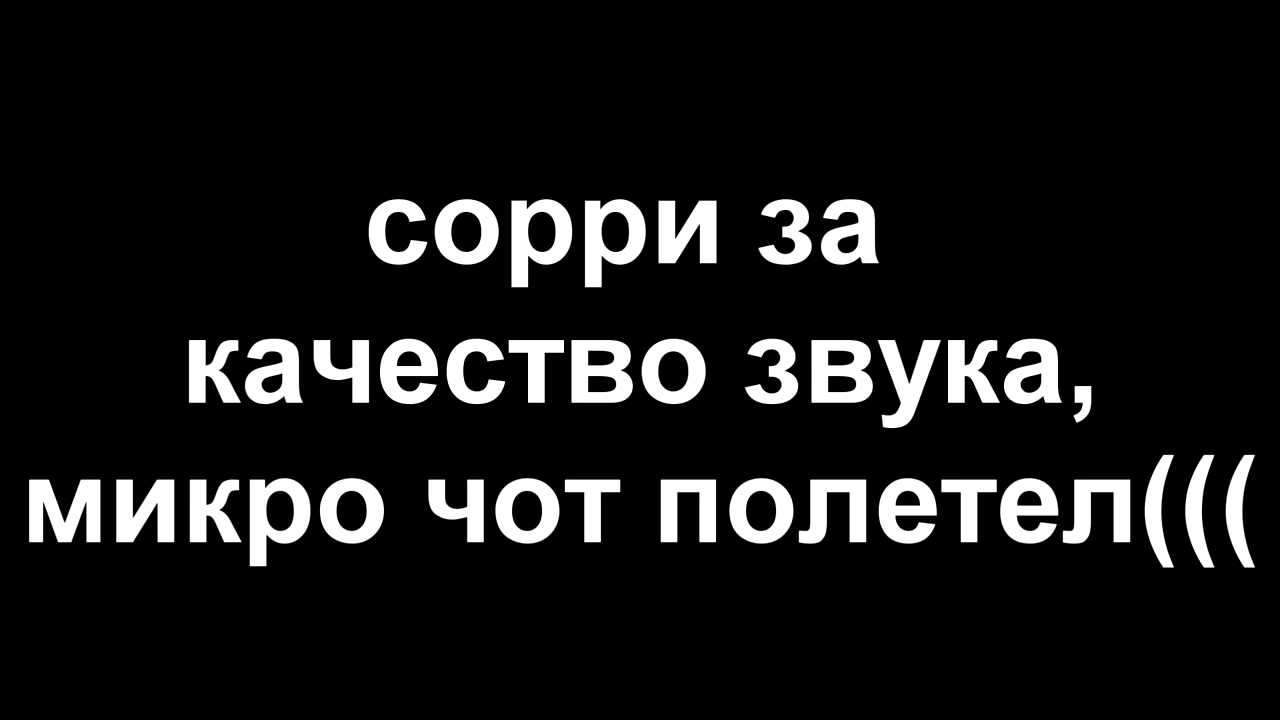 сорри за
качество звука,
микро чот полетел(((